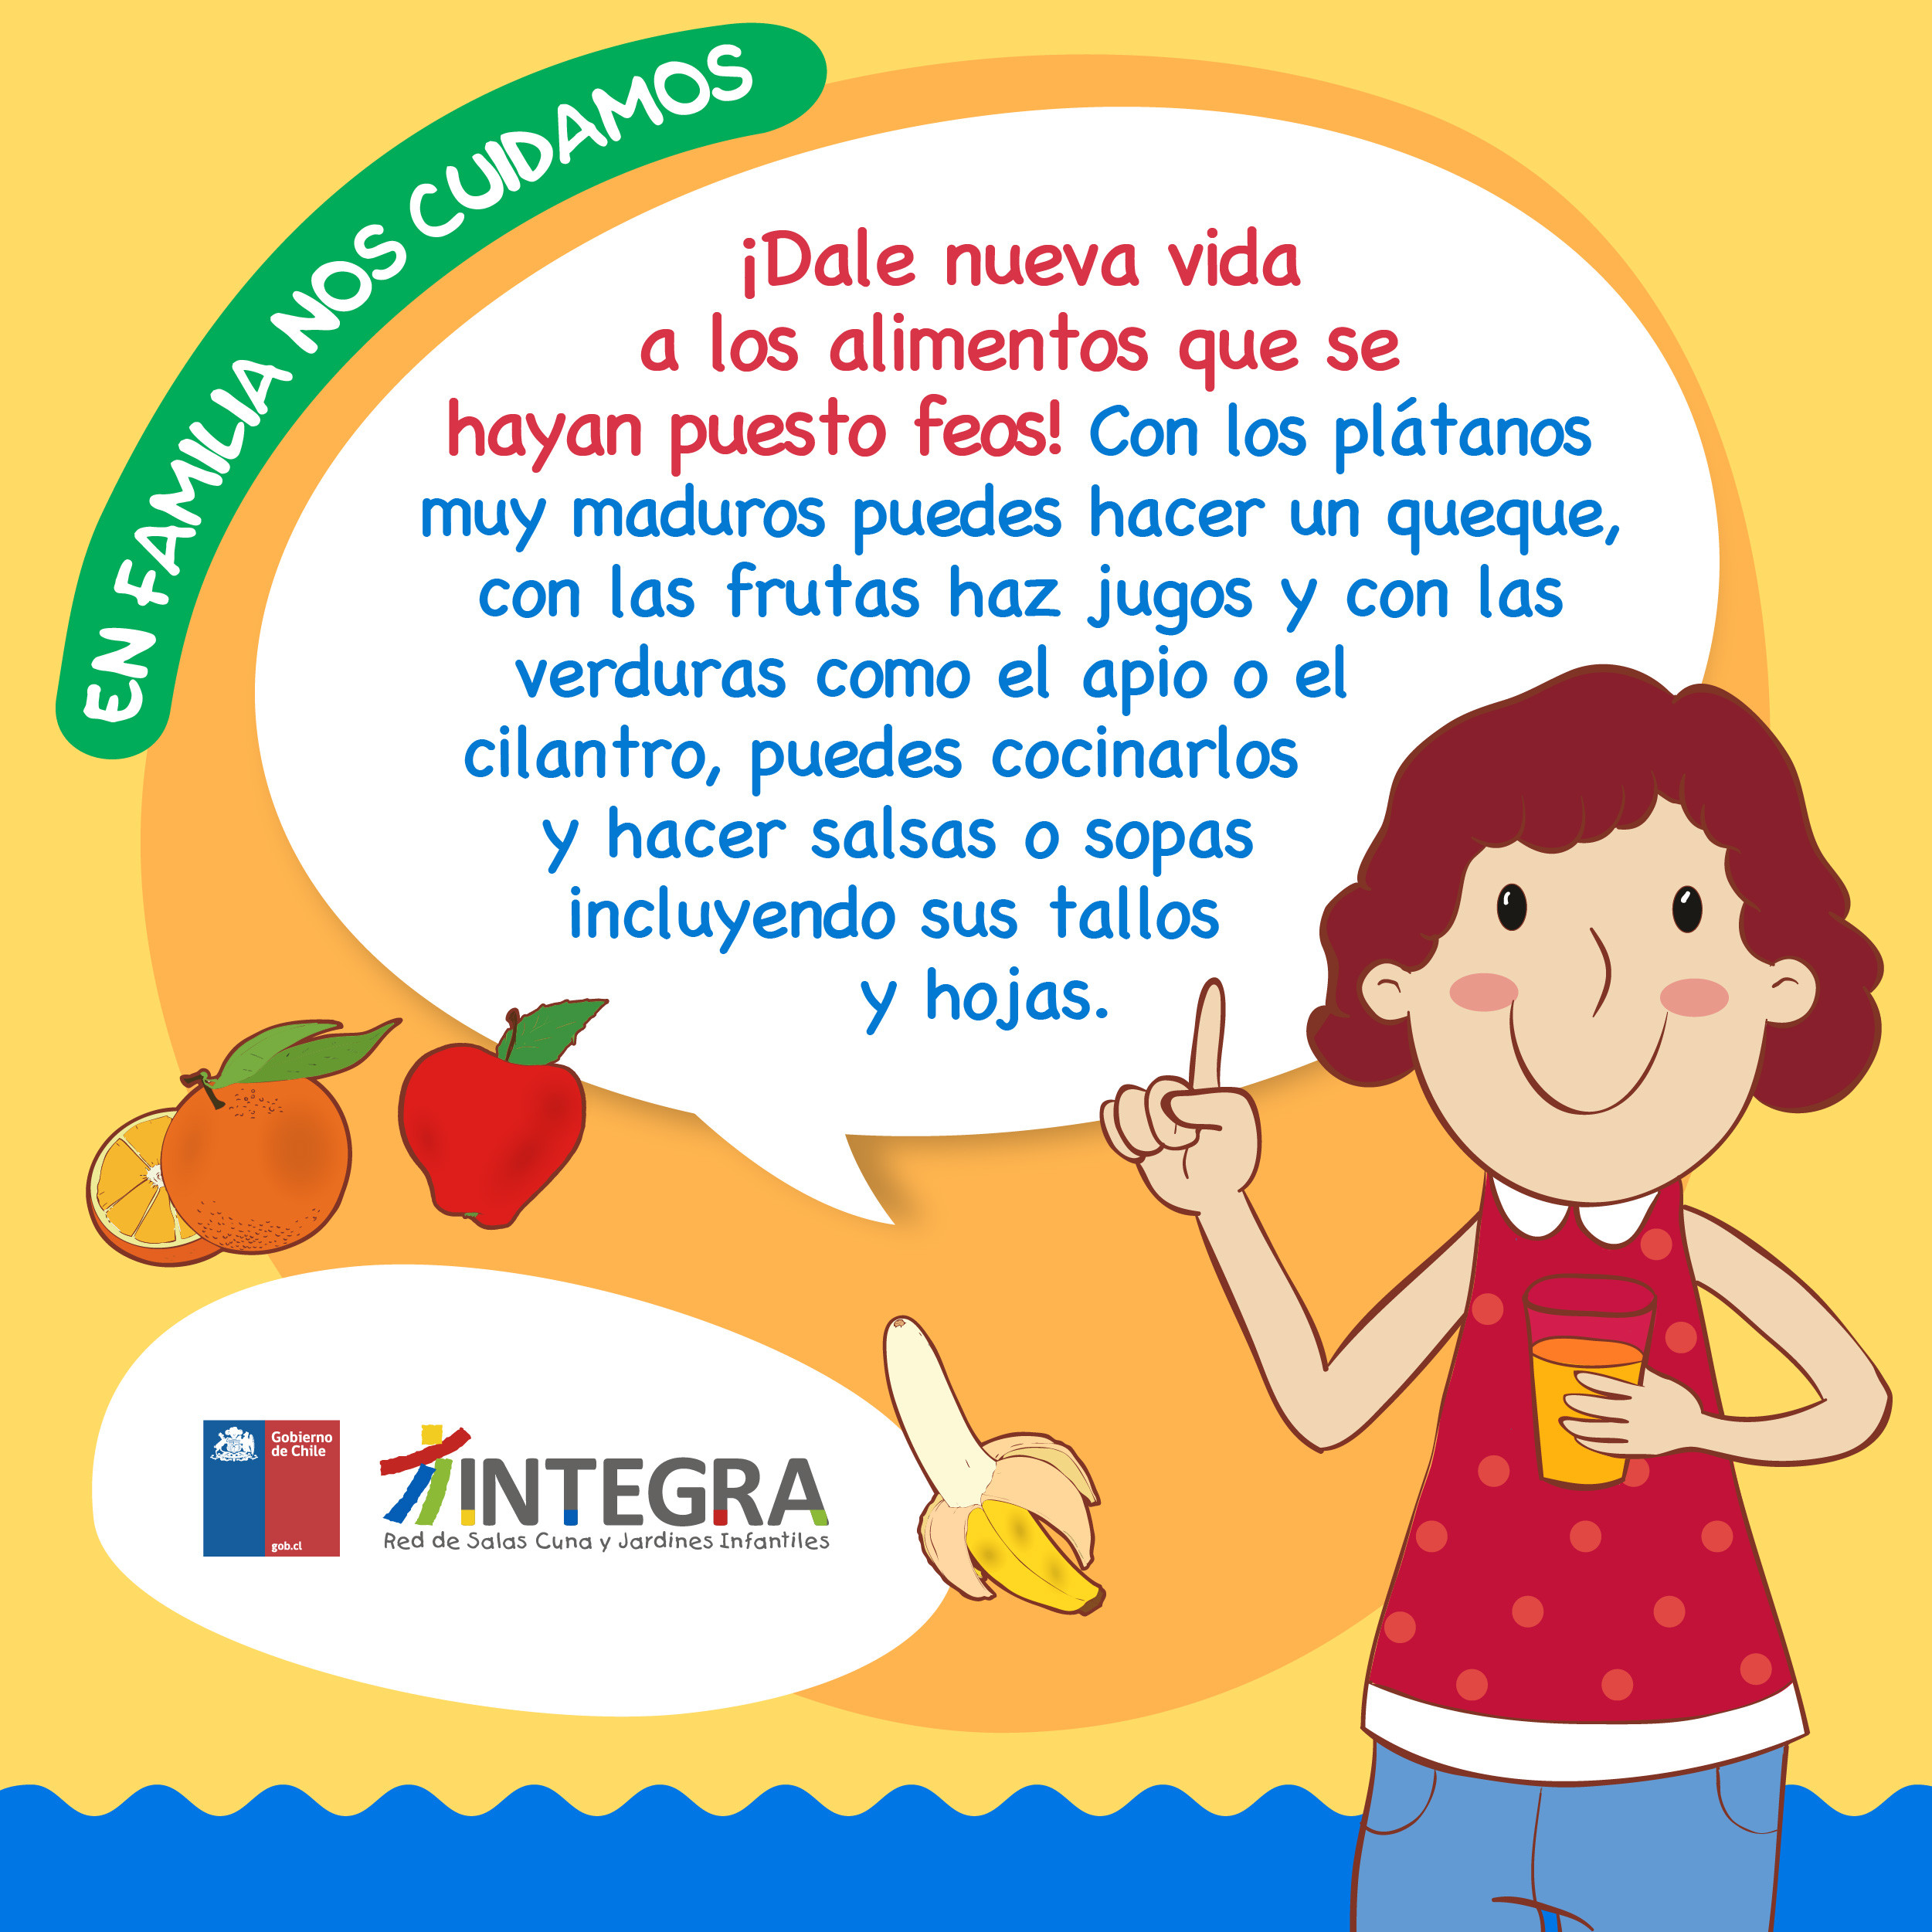 EN FAMILIA NOS CUIDAMOS
¡Dale nueva vida
a los alimentos que se
hayan puesto feos! Con los plátanos
muy maduros puedes hacer un queque,
con las frutas haz jugos y con las
verduras como el apio o el
cilantro, puedes cocinarlos
y hacer salsas o sopas
incluyendo sus tallos
y hojas.
Gobierno
de Chile
gob.cl
INTEGRA
Red de Salas Cuna y Jardines Infantiles